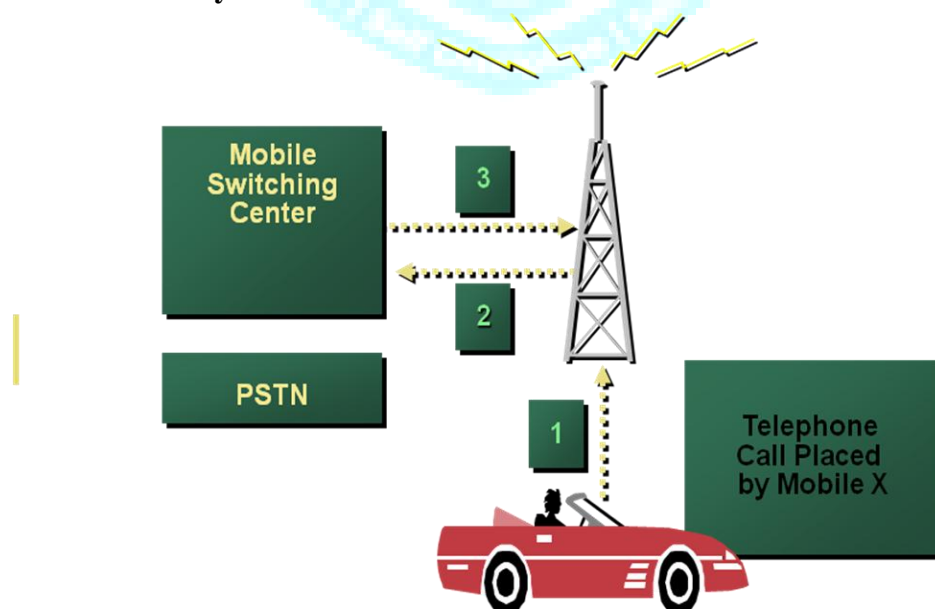 Mobile
Switching
Center
3
2
PSTN
1
Telephone
Call Placed
by Mobile X